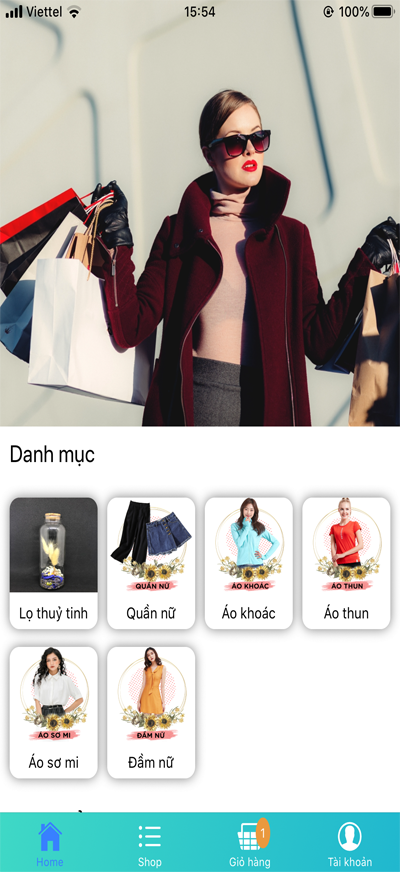 Viettel 15:54 100%
Danh mục
QUẦN NỮ ÁO KHOÁC ÁO THUN
Lọ thuỷ tinh Quần nữ Áo khoác Áo thun
ÁO SƠ MI ĐẦM NỮ
Áo sơ mi Đầm nữ
1
Home Shop Giỏ hàng Tài khoản